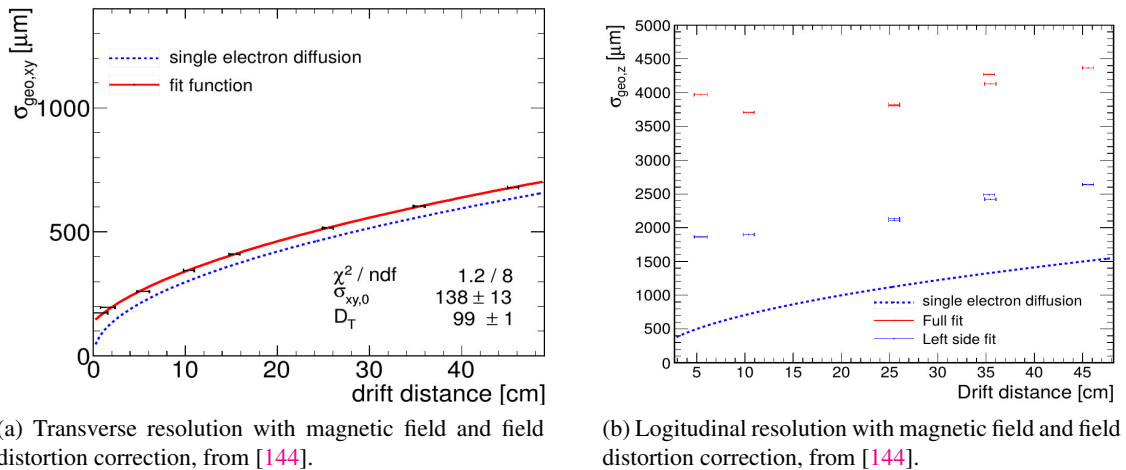 σgeo,xy [μm]
1000
500
0
single electron diffusion
fit function
χ² / ndf 1.2 / 8
σxy,0 138 ± 13
DT 99 ± 1
0 10 20 30 40
drift distance [cm]
(a) Transverse resolution with magnetic field and field
distortion correction, from [144].
σgeo,z [μm]
5000
4500
4000
3500
3000
2500
2000
1500
1000
500
0
single electron diffusion
Full fit
Left side fit
5 10 15 20 25 30 35 40 45
Drift distance [cm]
(b) Logitudinal resolution with magnetic field and field
distortion correction, from [144].